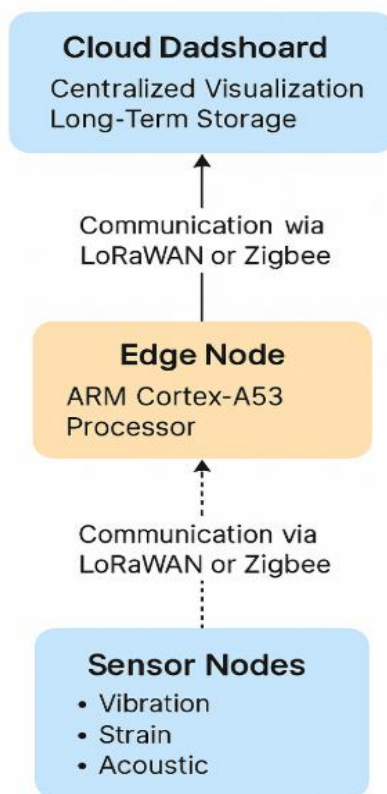 Cloud Dadshoard
Centralized Visualization
Long-Term Storage
Communication wia
LoRaWAN or Zigbee
Edge Node
ARM Cortex-A53
Processor
Communication via
LoRaWAN or Zigbee
Sensor Nodes
• Vibration
• Strain
• Acoustic